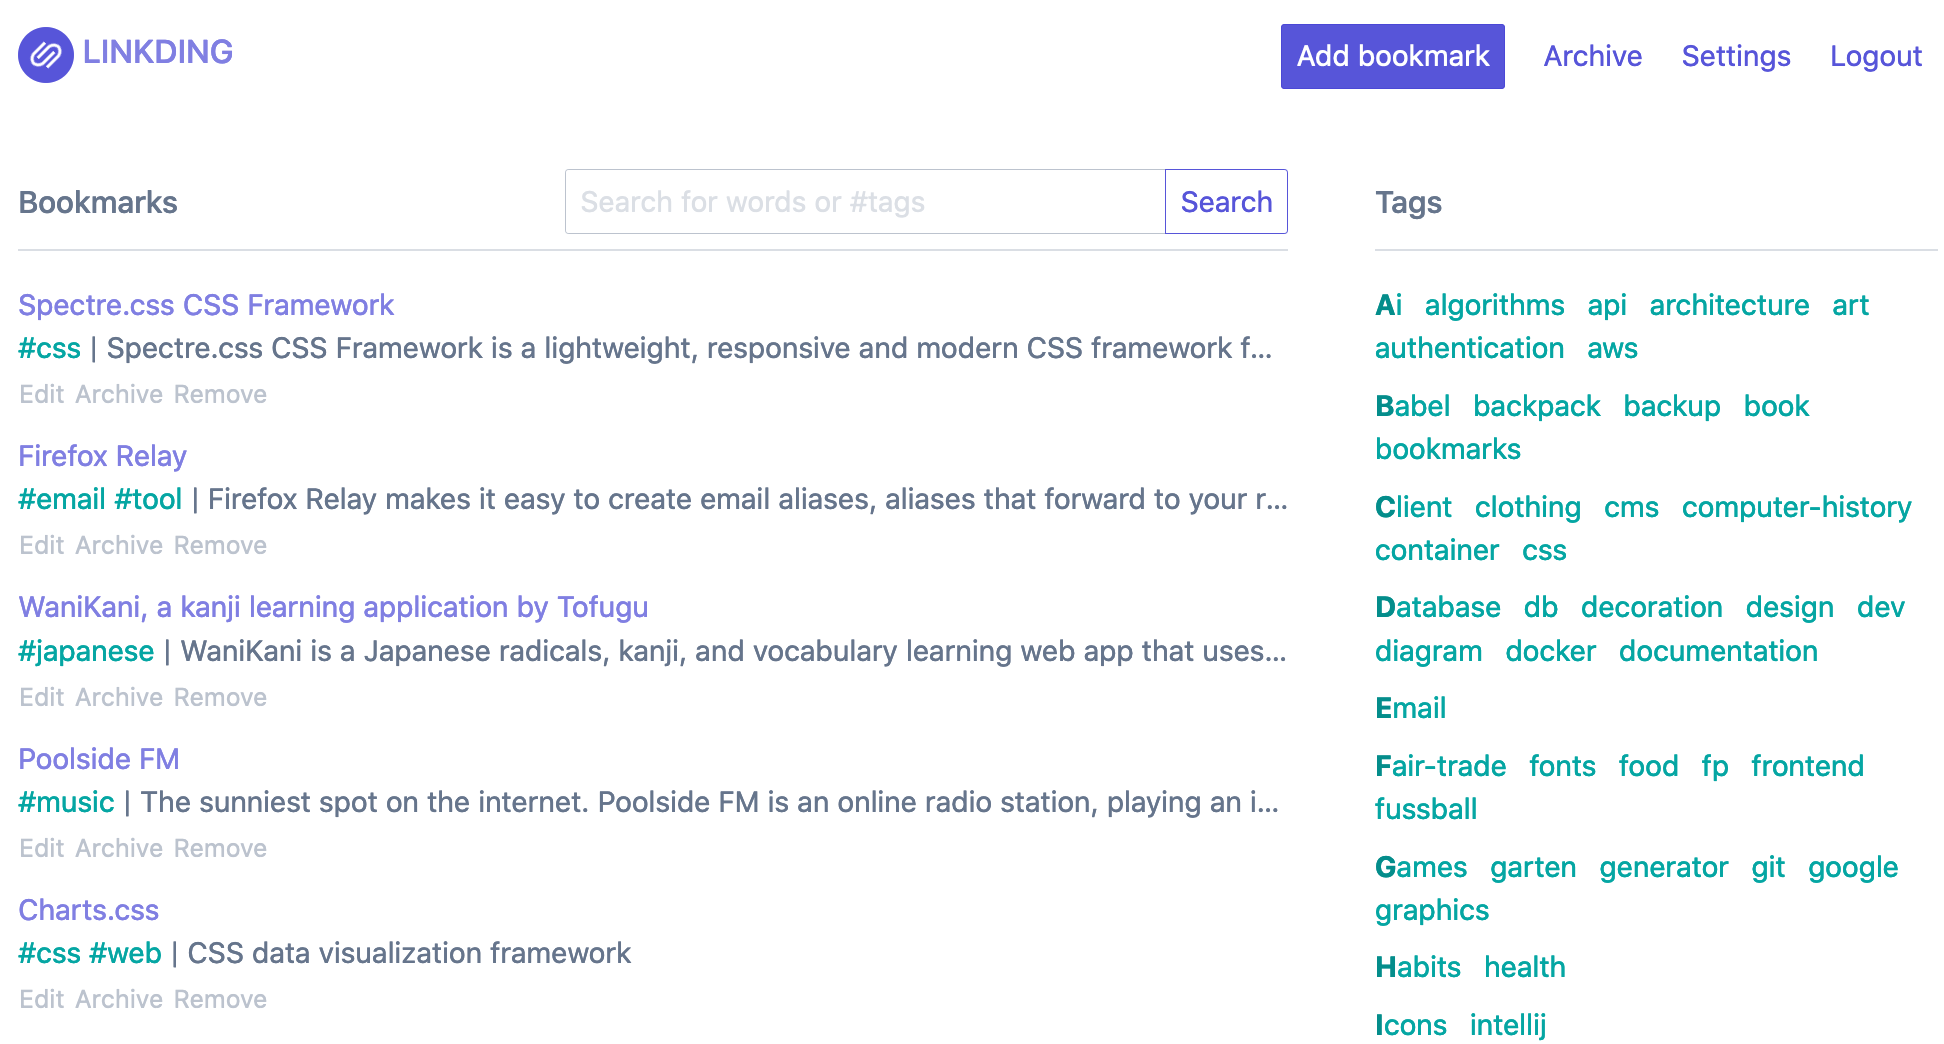 LINKDING
Add bookmark Archive Settings Logout
Bookmarks
Search for words or #tags Search
Spectre.css CSS Framework
#css | Spectre.css CSS Framework is a lightweight, responsive and modern CSS framework f...
Edit Archive Remove
Firefox Relay
#email #tool | Firefox Relay makes it easy to create email aliases, aliases that forward to your r...
Edit Archive Remove
WaniKani, a kanji learning application by Tofugu
#japanese | WaniKani is a Japanese radicals, kanji, and vocabulary learning web app that uses...
Edit Archive Remove
Poolside FM
#music | The sunniest spot on the internet. Poolside FM is an online radio station, playing an i...
Edit Archive Remove
Charts.css
#css #web | CSS data visualization framework
Edit Archive Remove
Tags
Ai algorithms api architecture art
authentication aws
Babel backpack backup book
bookmarks
Client clothing cms computer-history
container css
Database db decoration design dev
diagram docker documentation
Email
Fair-trade fonts food fp frontend
fussball
Games garten generator git google
graphics
Habits health
Icons intellij